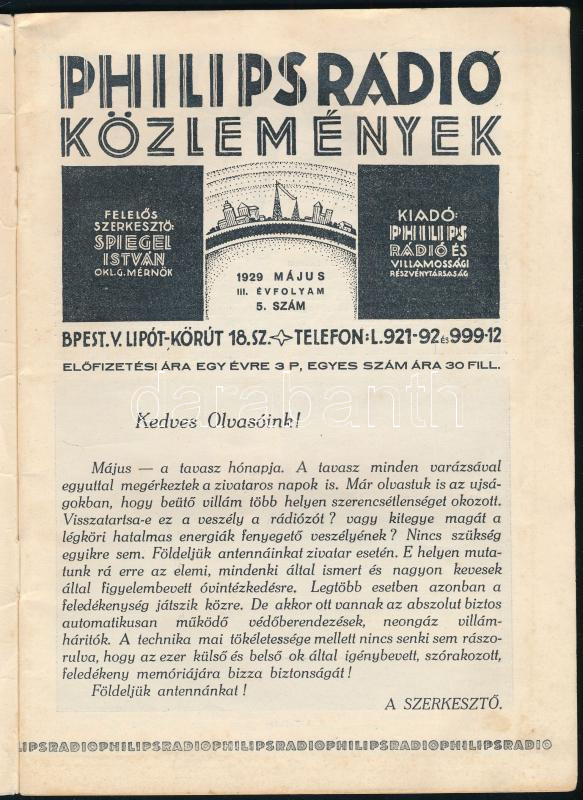 PHILIPS RÁDIÓ
KÖZLEMÉNYEK
FELELŐS
SZERKESZTŐ:
SPIEGEL
ISTVÁN
OKL.G.MÉRNÖK
1929 MÁJUS
III. ÉVFOLYAM
5. SZÁM
KIADÓ:
PHILIPS
RÁDIÓ ÉS
VILLAMOSSÁGI
RÉSZVÉNYTÁRSASÁG
BPEST.V. LIPÓT-KÖRÚT 18.SZ. TELEFON: L.921-92 és 999-12
ELŐFIZETÉSI ÁRA EGY ÉVRE 3 P, EGYES SZÁM ÁRA 30 FILL.
darabanth
Kedves Olvasóink!
Május — a tavasz hónapja. A tavasz minden varázsával
egyuttal megérkeztek a zivataros napok is. Már olvastuk is az ujsá-
gokban, hogy beütő villám több helyen szerencsétlenséget okozott.
Visszatartsa-e ez a veszély a rádiózót? vagy kitegye magát a
légköri hatalmas energiák fenyegető veszélyének? Nincs szükség
egyikre sem. Földeljük antennáinkat zivatar esetén. E helyen muta-
tunk rá erre az elemi, mindenki által ismert és nagyon kevesek
által figyelembevett óvintézkedésre. Legtöbb esetben azonban a
feledékenység játszik közre. De akkor ott vannak az abszolut biztos
automatikusan működő védőberendezések, neongáz villám-
hárítók. A technika mai tökéletessége mellett nincs senki sem rászo-
rulva, hogy az ezer külső és belső ok által igénybevett, szórakozott,
feledékeny memóriájára bizza biztonságát!
Földeljük antennánkat!
A SZERKESZTŐ.
LIPSRADIOPHILIPSRADIOPHILIPSRADIOPHILIPSRADIOPHILIPSRADIO